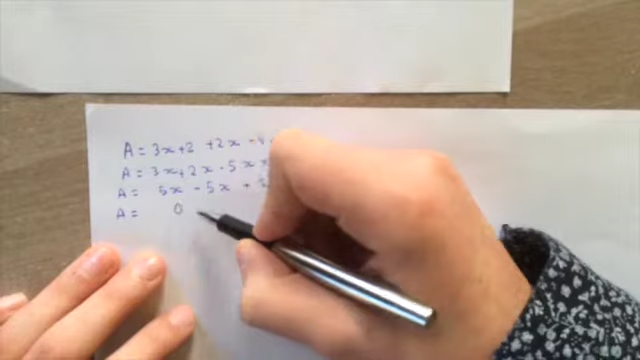 A = 3x+2 +2x -4
A = 3x+2x-5x
A = 5x - 5x +
A = 0